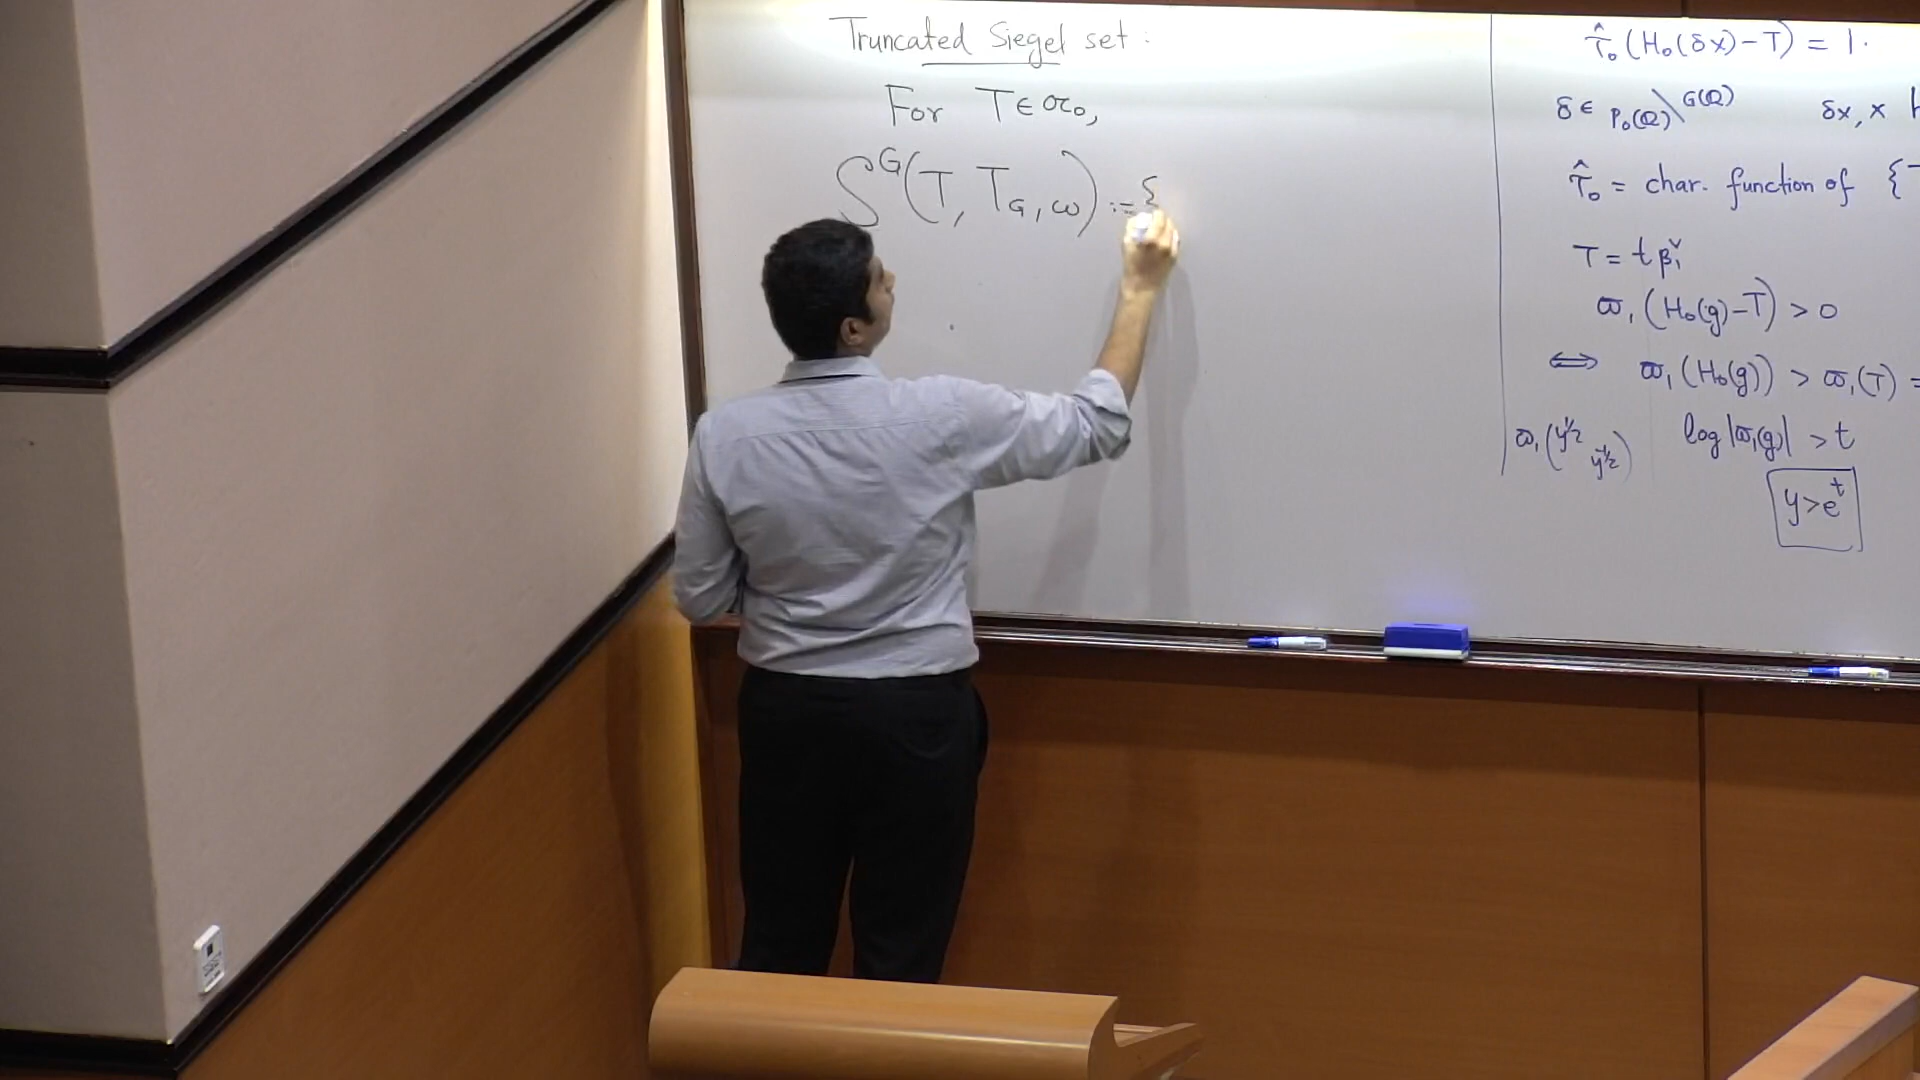 Truncated Siegel set :
For T ∈ 𝔞₀,
S^G(T, T_G, ω) := {
τ̂₀(H₀(δx) – T) = 1.
δ ∈ P₀(ℚ)\G(ℚ) δx, x
τ̂₀ = char. function of {
T = tβ₁^∨
ϖ₁(H₀(g) – T) > 0
⟺ ϖ₁(H₀(g)) > ϖ₁(T) =
ϖ₁(y^{1/2} y^{-1/2}) log|ϖ₁(g)| > t
y > e^t